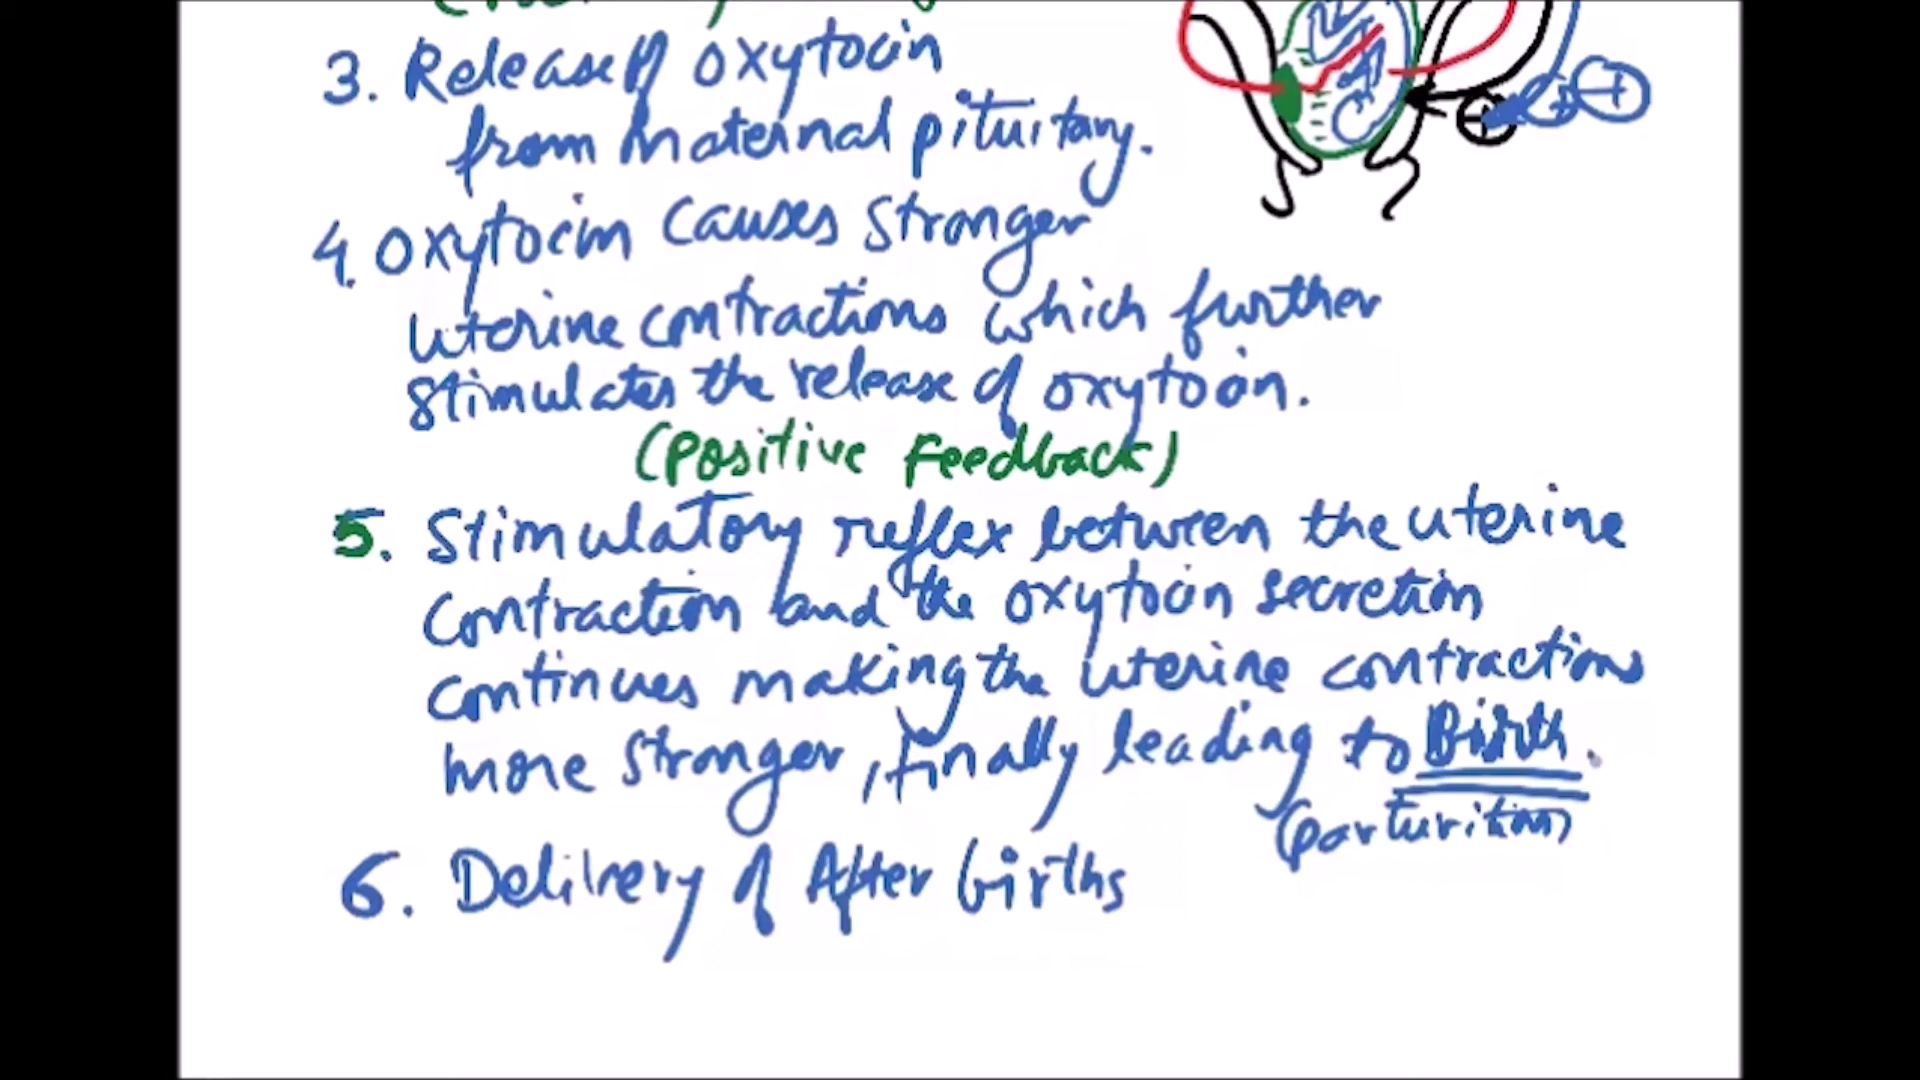 3. Release of oxytocin
from maternal pituitary.
4. Oxytocin causes stronger
uterine contractions which further
stimulates the release of oxytocin.
(Positive Feedback)
5. Stimulatory reflex between the uterine
contraction and the oxytocin secretion
continues making the uterine contractions
more stronger, finally leading to Birth.
(parturition)
6. Delivery of After births